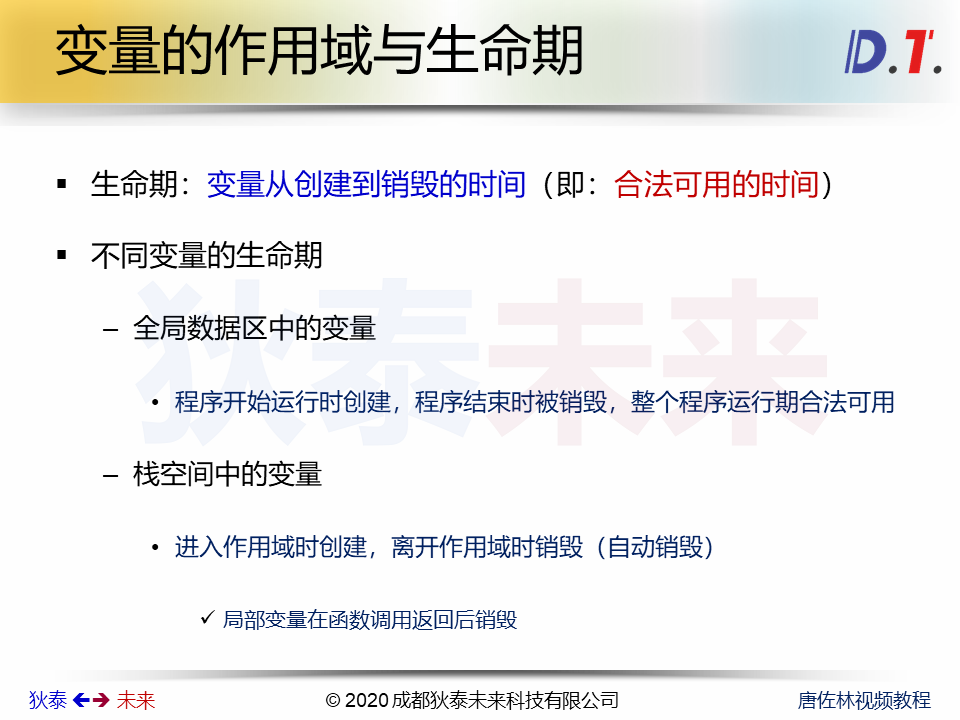 变量的作用域与生命期
D.T.
▪ 生命期：变量从创建到销毁的时间（即：合法可用的时间）
▪ 不同变量的生命期
– 全局数据区中的变量
• 程序开始运行时创建，程序结束时被销毁，整个程序运行期合法可用
– 栈空间中的变量
• 进入作用域时创建，离开作用域时销毁（自动销毁）
✓ 局部变量在函数调用返回后销毁
狄泰未来
狄泰 🡸🡺 未来
© 2020 成都狄泰未来科技有限公司
唐佐林视频教程